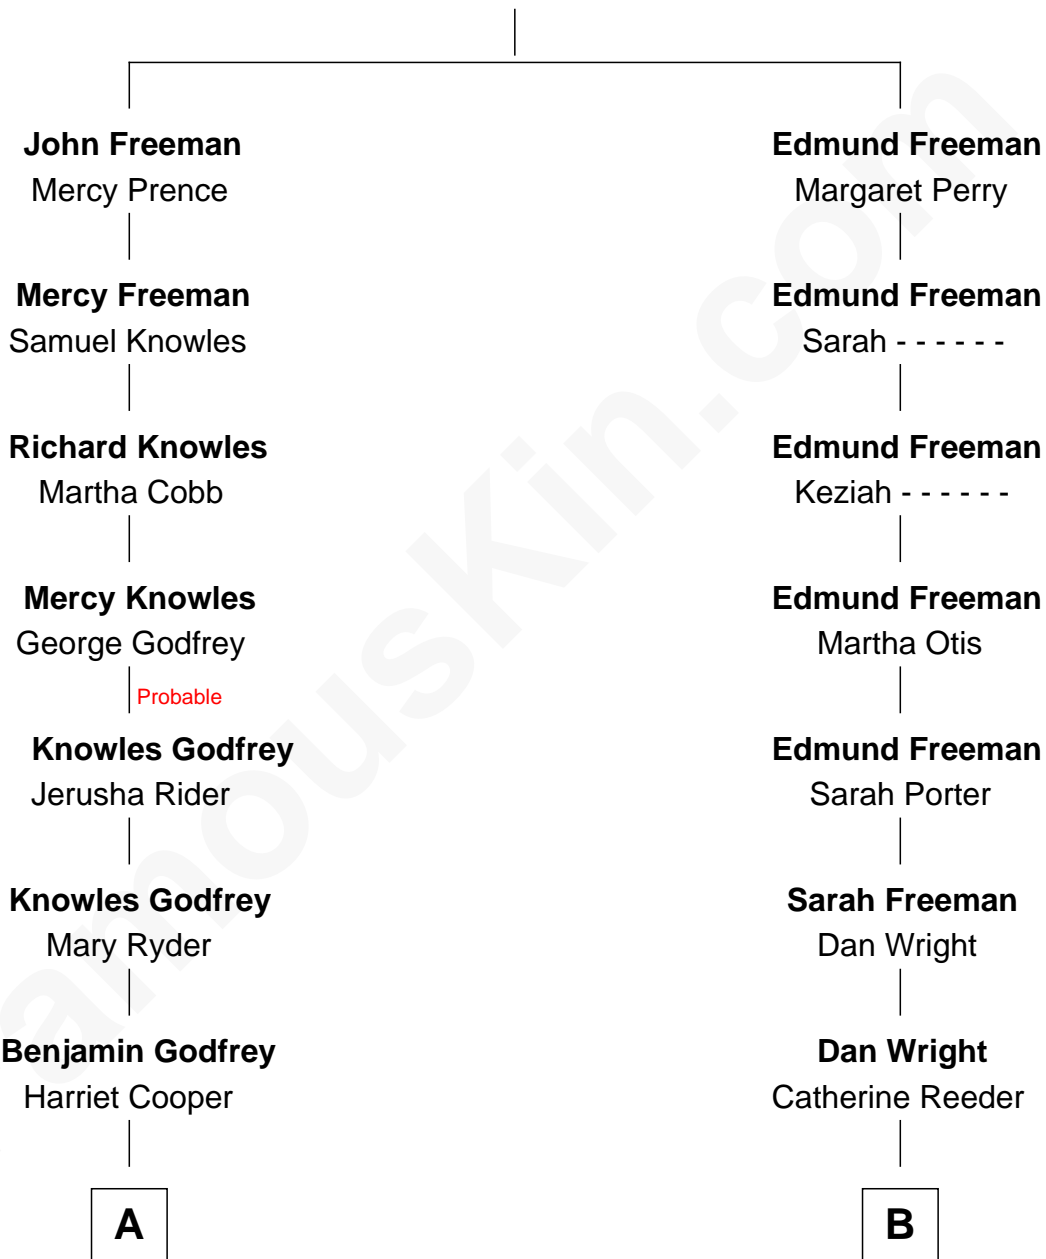 John Freeman
Mercy Prence
Mercy Freeman
Samuel Knowles
Richard Knowles
Martha Cobb
Mercy Knowles
George Godfrey
Probable
Knowles Godfrey
Jerusha Rider
Knowles Godfrey
Mary Ryder
Benjamin Godfrey
Harriet Cooper
A
Edmund Freeman
Margaret Perry
Edmund Freeman
Sarah - - - - - -
Edmund Freeman
Keziah - - - - - -
Edmund Freeman
Martha Otis
Edmund Freeman
Sarah Porter
Sarah Freeman
Dan Wright
Dan Wright
Catherine Reeder
B
amousKin.com